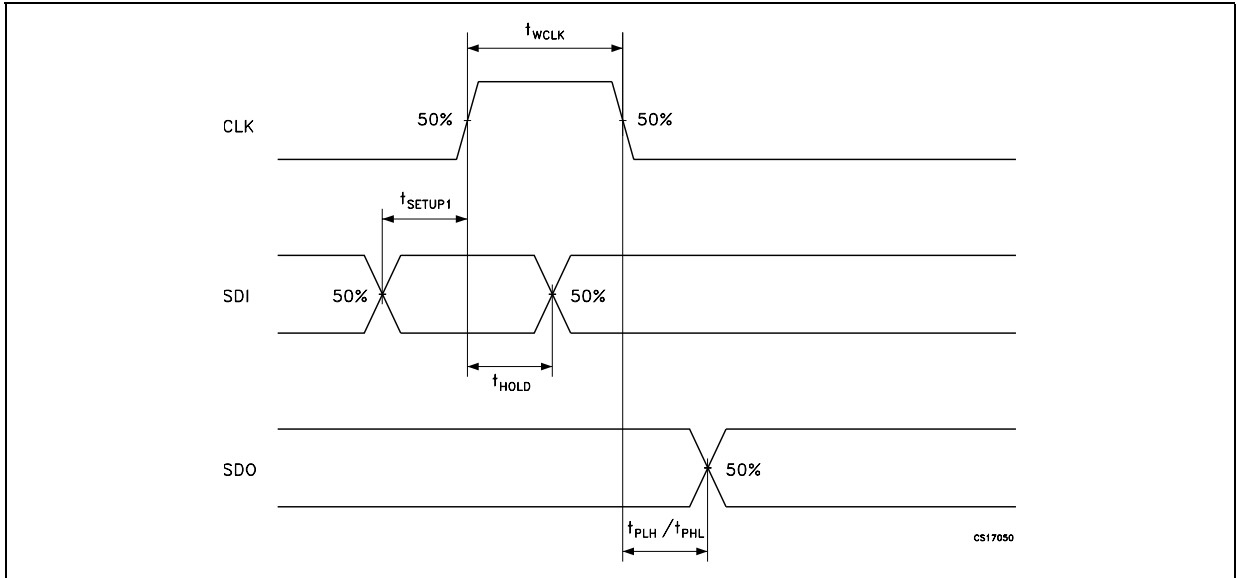 tWCLK
CLK 50% 50%
tSETUP1
SDI 50% 50%
tHOLD
SDO 50%
tPLH /tPHL
CS17050